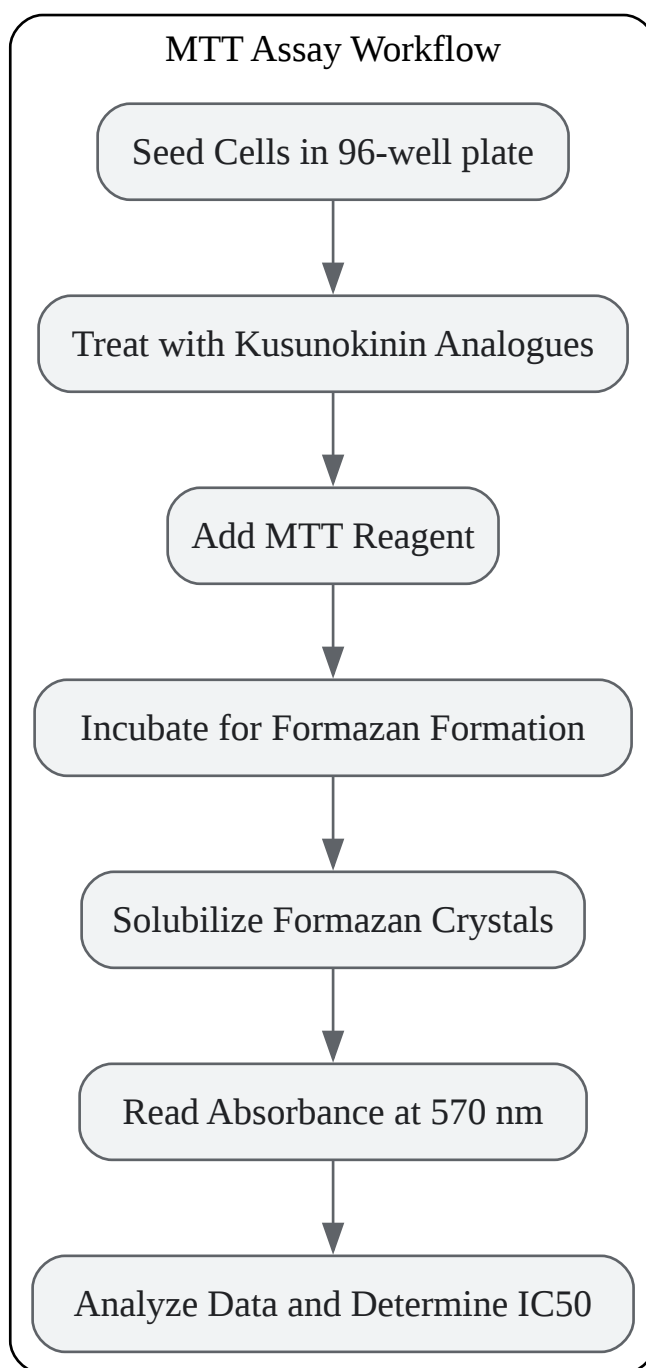 MTT Assay Workflow
Seed Cells in 96-well plate
Treat with Kusunokinin Analogues
Add MTT Reagent
Incubate for Formazan Formation
Solubilize Formazan Crystals
Read Absorbance at 570 nm
Analyze Data and Determine IC50